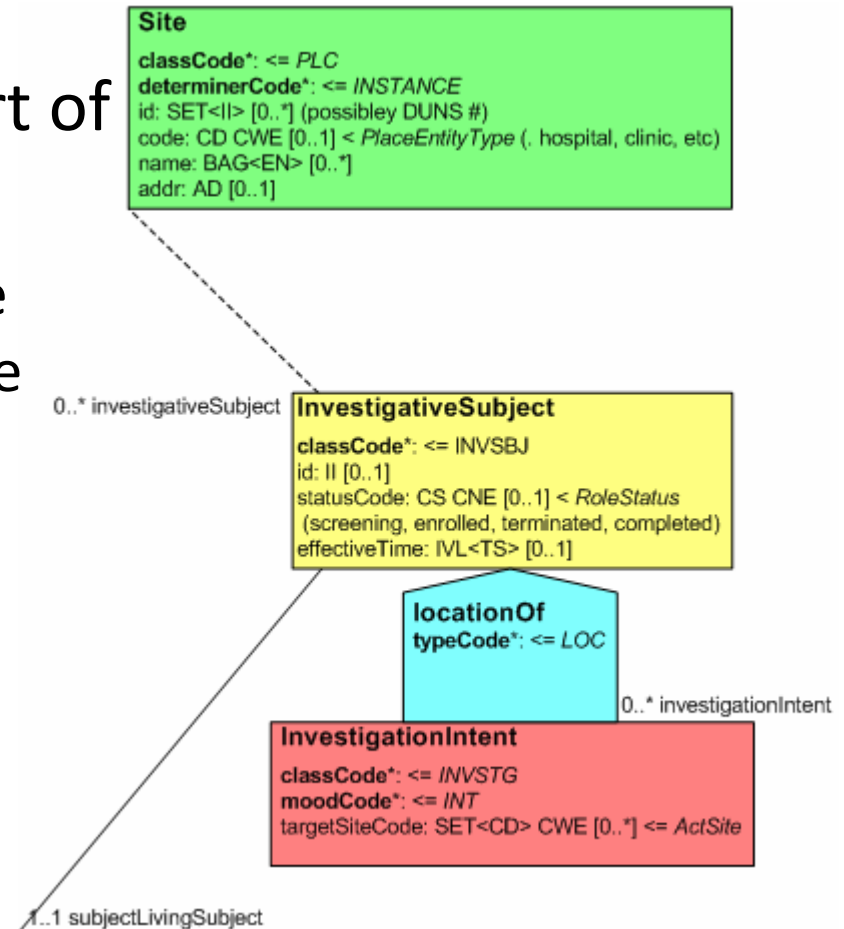 Site
classCode*: <= PLC
determinerCode*: <= INSTANCE
rt of
id: SET<II> [0..*] (possibley DUNS #)
code: CD CWE [0..1] < PlaceEntityType (. hospital, clinic, etc)
name: BAG<EN> [0..*]
addr: AD [0..1]
e
e
0..* investigativeSubject
InvestigativeSubject
classCode*: <= INVSBJ
id: II [0..1]
statusCode: CS CNE [0..1] < RoleStatus
(screening, enrolled, terminated, completed)
effectiveTime: IVL<TS> [0..1]
locationOf
typeCode*: <= LOC
0..* investigationIntent
InvestigationIntent
classCode*: <= INVSTG
moodCode*: <= INT
targetSiteCode: SET<CD> CWE [0..*] <= ActSite
1..1 subjectLivingSubject